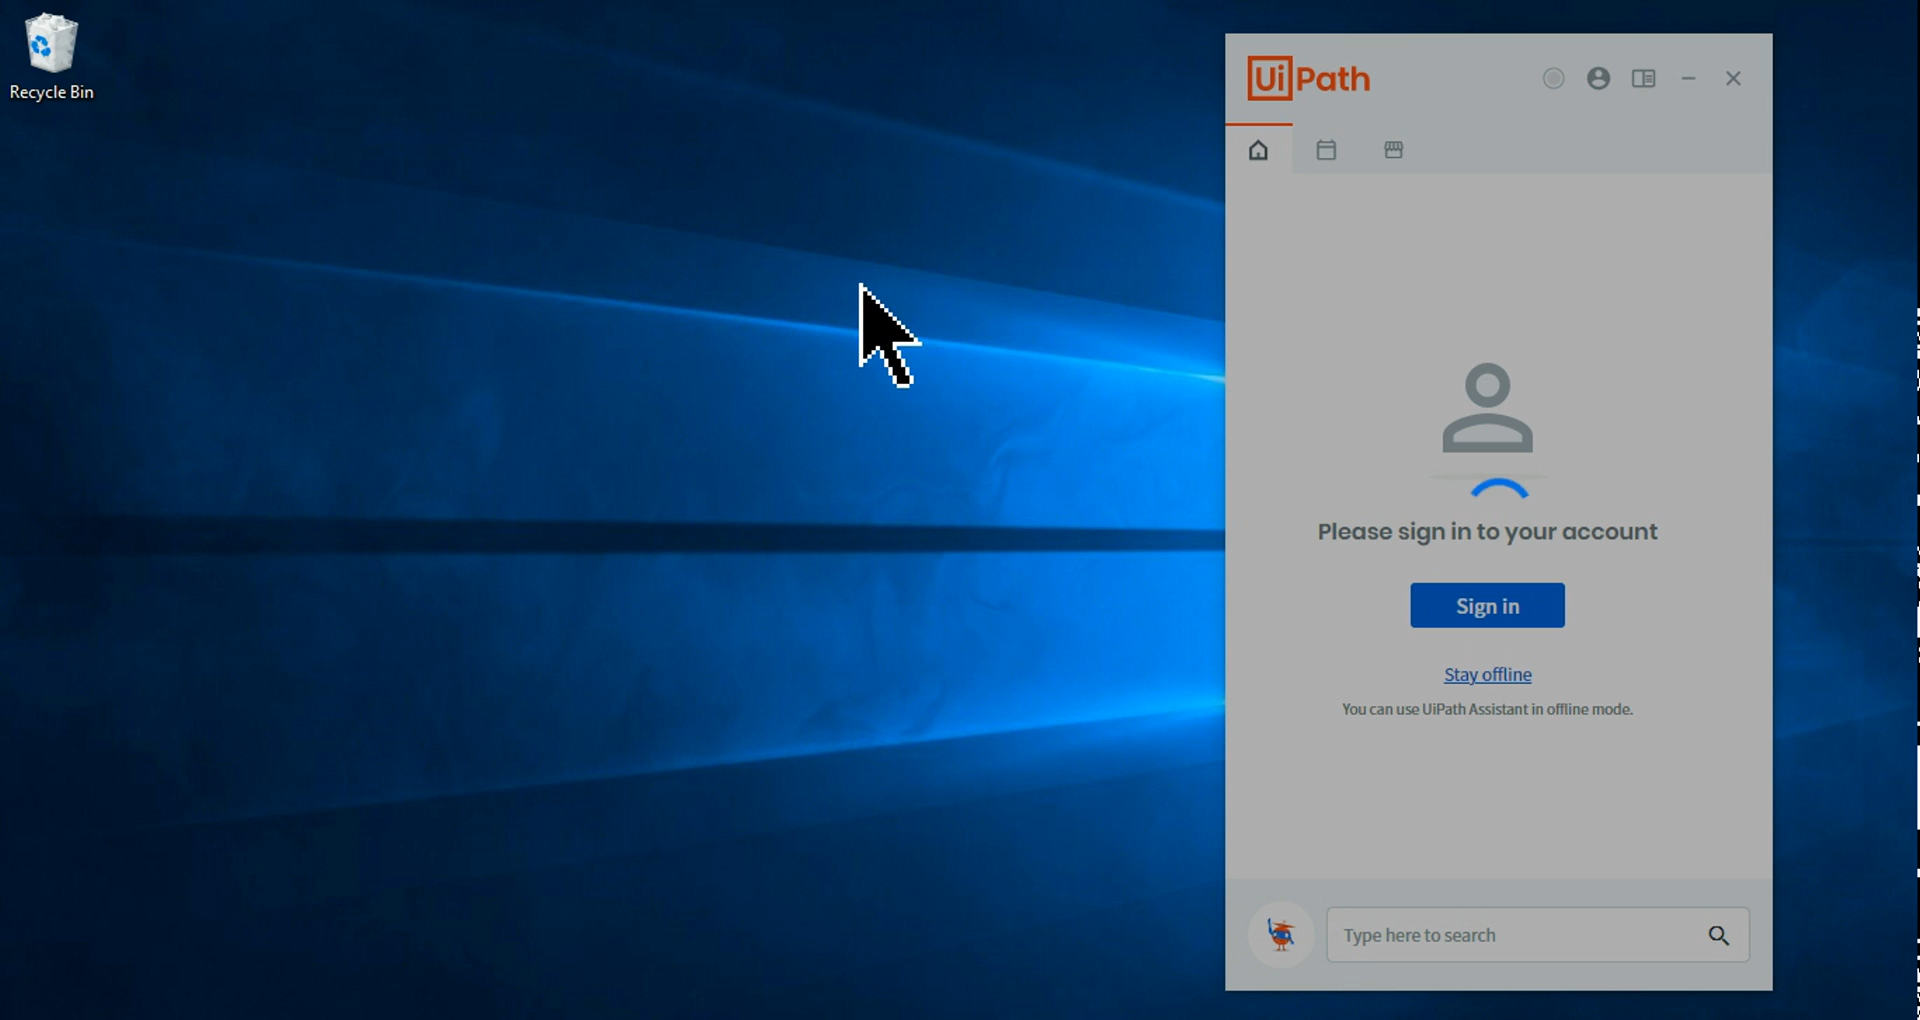 Recycle Bin
UiPath
Please sign in to your account
Sign in
Stay offline
You can use UiPath Assistant in offline mode.
Type here to search